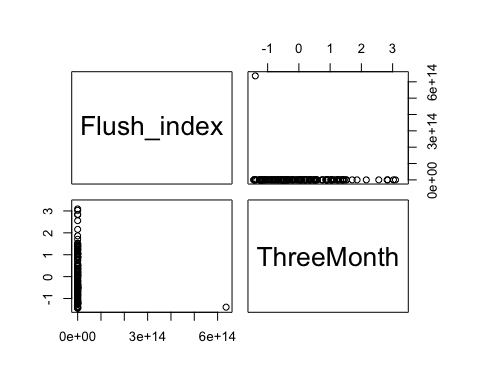 -1 0 1 2 3
Flush_index
0e+00 3e+14 6e+14
-1 0 1 2 3
ThreeMonth
0e+00 3e+14 6e+14